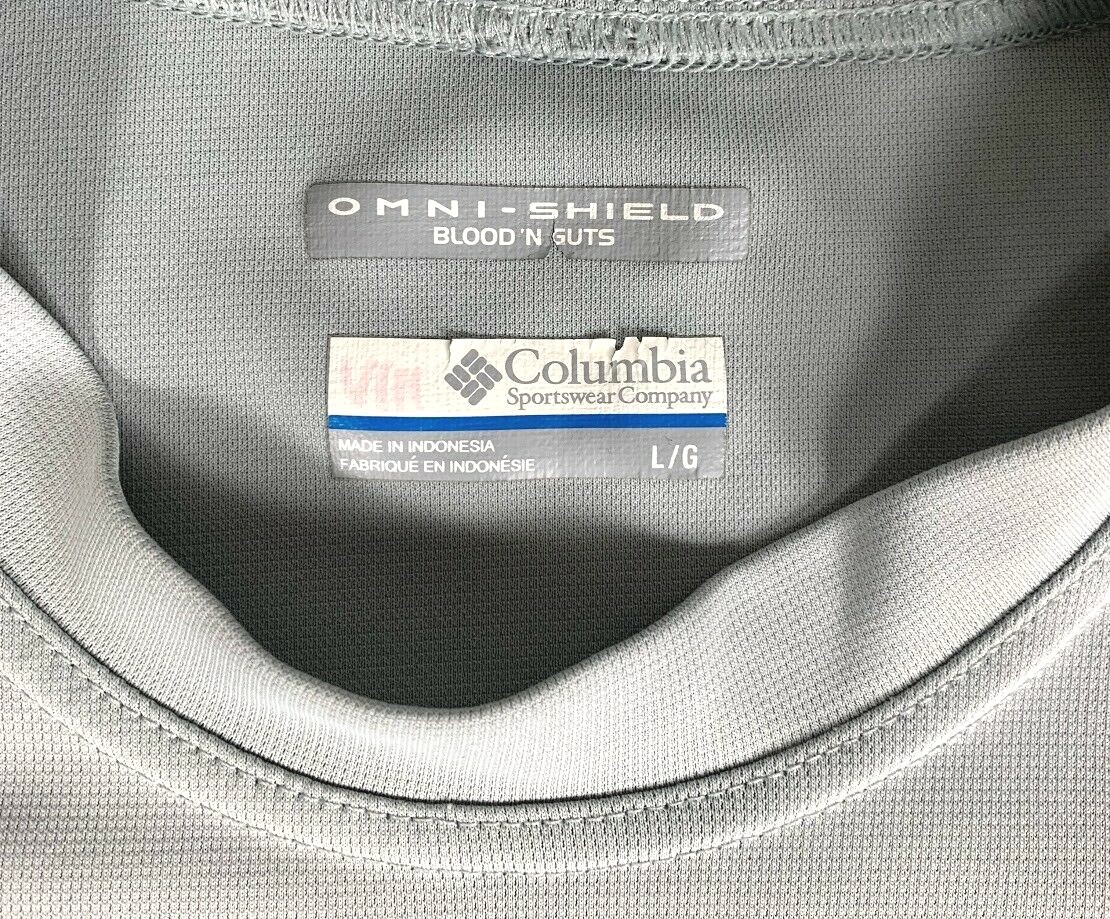 OMNI-SHIELD
BLOOD 'N GUTS
Columbia
Sportswear Company
MADE IN INDONESIA
FABRIQUÉ EN INDONÉSIE
L/G